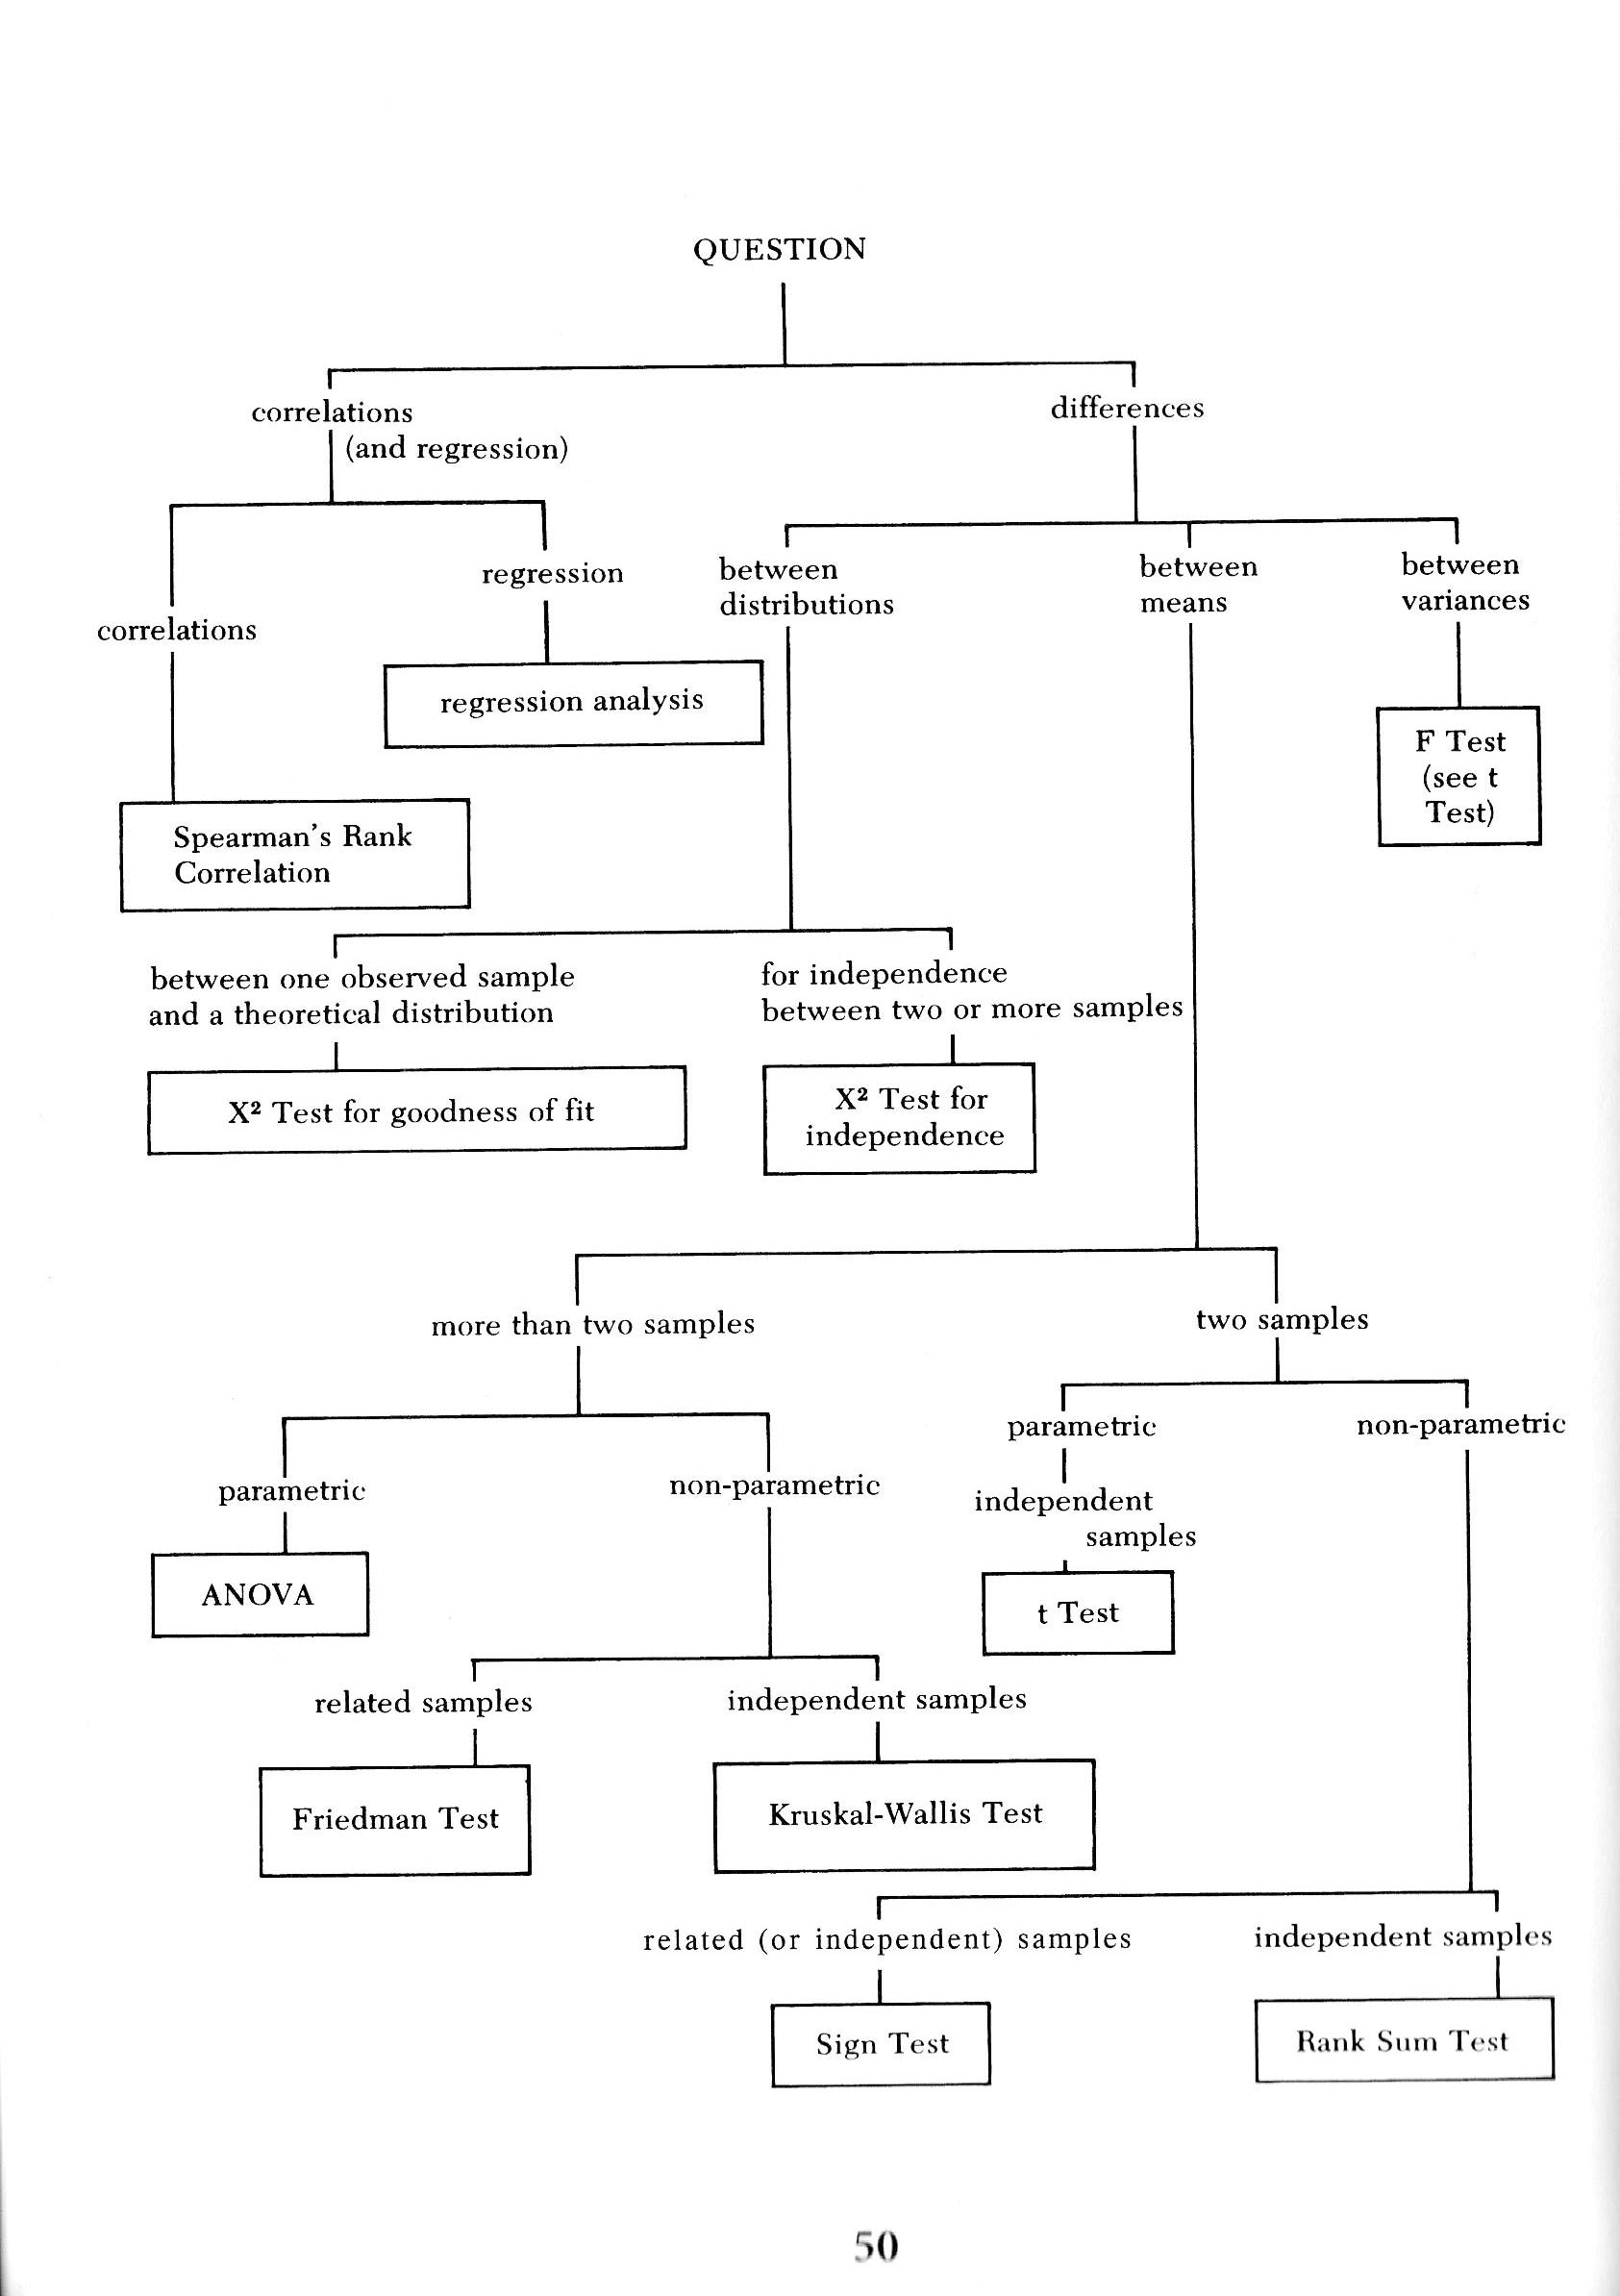 QUESTION
correlations
(and regression)
differences
correlations
regression
between
distributions
between
means
between
variances
regression analysis
F Test
(see t
Test)
Spearman's Rank
Correlation
between one observed sample
and a theoretical distribution
for independence
between two or more samples
X² Test for goodness of fit
X² Test for
independence
more than two samples
two samples
parametric
non-parametric
parametric
non-parametric
independent
samples
ANOVA
t Test
related samples
independent samples
Friedman Test
Kruskal-Wallis Test
related (or independent) samples
independent samples
Sign Test
Rank Sum Test
50